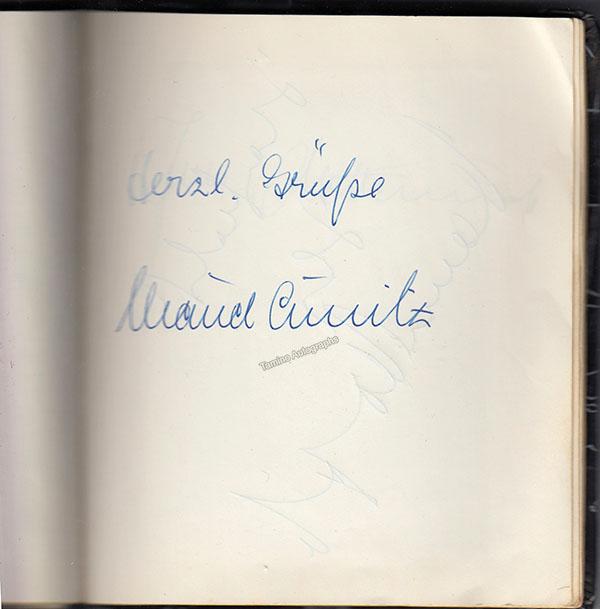 Herzl. Grüße
Maud Cunitz
Tamino Autographs